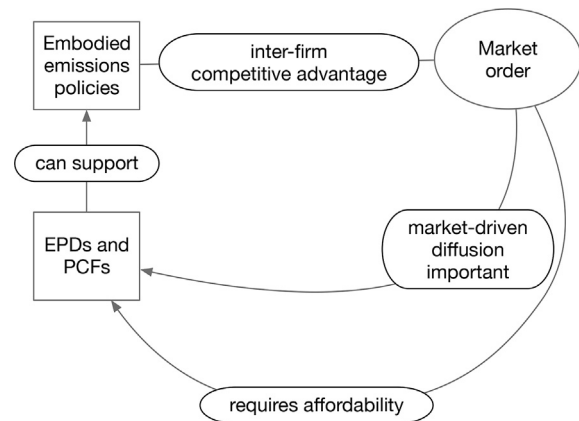 Embodied
emissions
policies
inter-firm
competitive advantage
Market
order
can support
EPDs and
PCFs
market-driven
diffusion
important
requires affordability